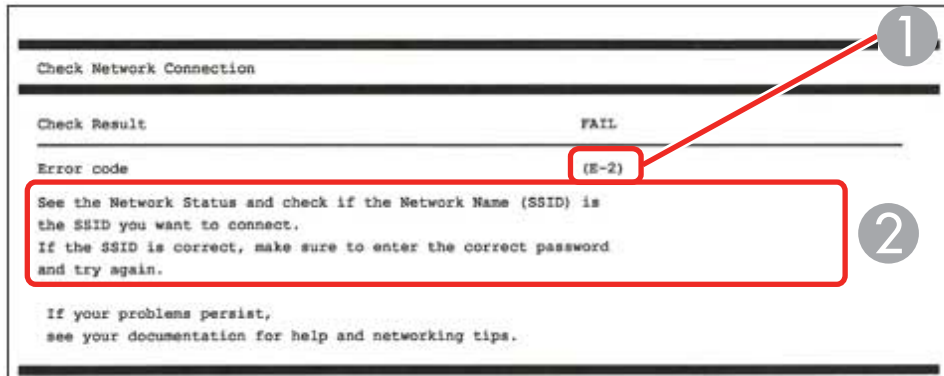 1
Check Network Connection
Check Result FAIL
Error code (E-2)
See the Network Status and check if the Network Name (SSID) is
the SSID you want to connect.
If the SSID is correct, make sure to enter the correct password
and try again.
2
If your problems persist,
see your documentation for help and networking tips.